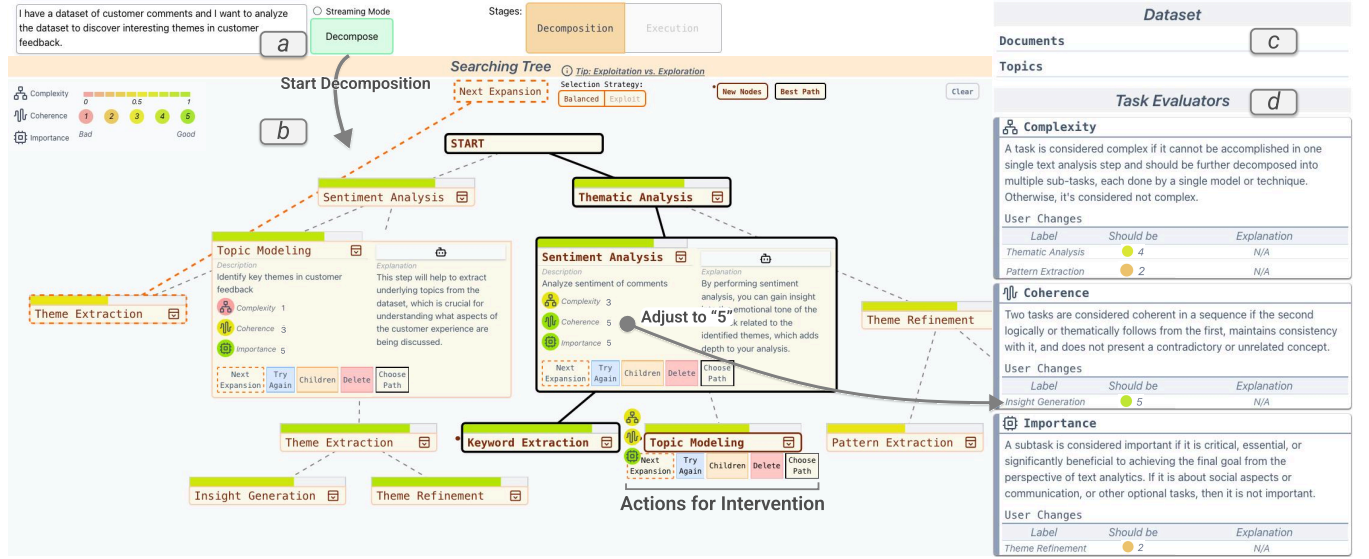 I have a dataset of customer comments and I want to analyze
the dataset to discover interesting themes in customer
feedback.
a
Streaming Mode
Decompose
Stages:
Decomposition
Execution
Start Decomposition
Searching Tree
Tip: Exploitation vs. Exploration
Next Expansion
Selection Strategy:
Balanced
Exploit
New Nodes
Best Path
Clear
Complexity
Coherence
Importance
0 0.5 1
1 2 3 4 5
Bad Good
b
START
Sentiment Analysis
Thematic Analysis
Topic Modeling
Description
Identify key themes in customer
feedback
Complexity 1
Coherence 3
Importance 5
Explanation
This step will help to extract
underlying topics from the
dataset, which is crucial for
understanding what aspects of
the customer experience are
being discussed.
Next
Expansion
Try
Again
Children
Delete
Choose
Path
Sentiment Analysis
Description
Analyze sentiment of comments
Complexity 3
Coherence 5
Importance 5
Explanation
By performing sentiment
analysis, you can gain insight
emotional tone of the
related to the
identified themes, which adds
depth to your analysis.
Next
Expansion
Try
Again
Children
Delete
Choose
Path
Adjust to “5”
Theme Extraction
Theme Refinement
Theme Extraction
Keyword Extraction
Topic Modeling
Pattern Extraction
Next
Expansion
Try
Again
Children
Delete
Choose
Path
Insight Generation
Theme Refinement
Actions for Intervention
Dataset
Documents
c
Topics
Task Evaluators
d
Complexity
A task is considered complex if it cannot be accomplished in one
single text analysis step and should be further decomposed into
multiple sub-tasks, each done by a single model or technique.
Otherwise, it's considered not complex.
User Changes
Label Should be Explanation
Thematic Analysis 4 N/A
Pattern Extraction 2 N/A
Coherence
Two tasks are considered coherent in a sequence if the second
logically or thematically follows from the first, maintains consistency
with it, and does not present a contradictory or unrelated concept.
User Changes
Label Should be Explanation
Insight Generation 5 N/A
Importance
A subtask is considered important if it is critical, essential, or
significantly beneficial to achieving the final goal from the
perspective of text analytics. If it is about social aspects or
communication, or other optional tasks, then it is not important.
User Changes
Label Should be Explanation
Theme Refinement 2 N/A